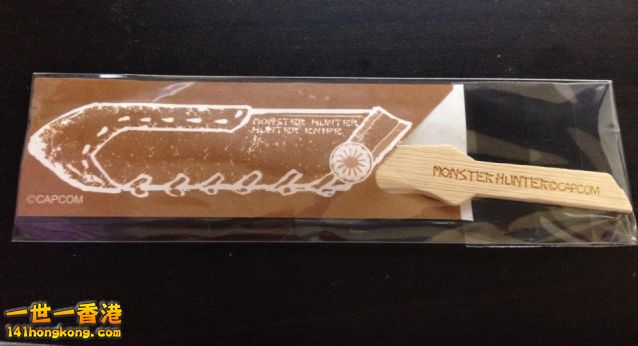 MONSTER HUNTER
HUNTER KNIFE
MONSTER HUNTER©CAPCOM
©CAPCOM
一世一香港
141hongkong.com